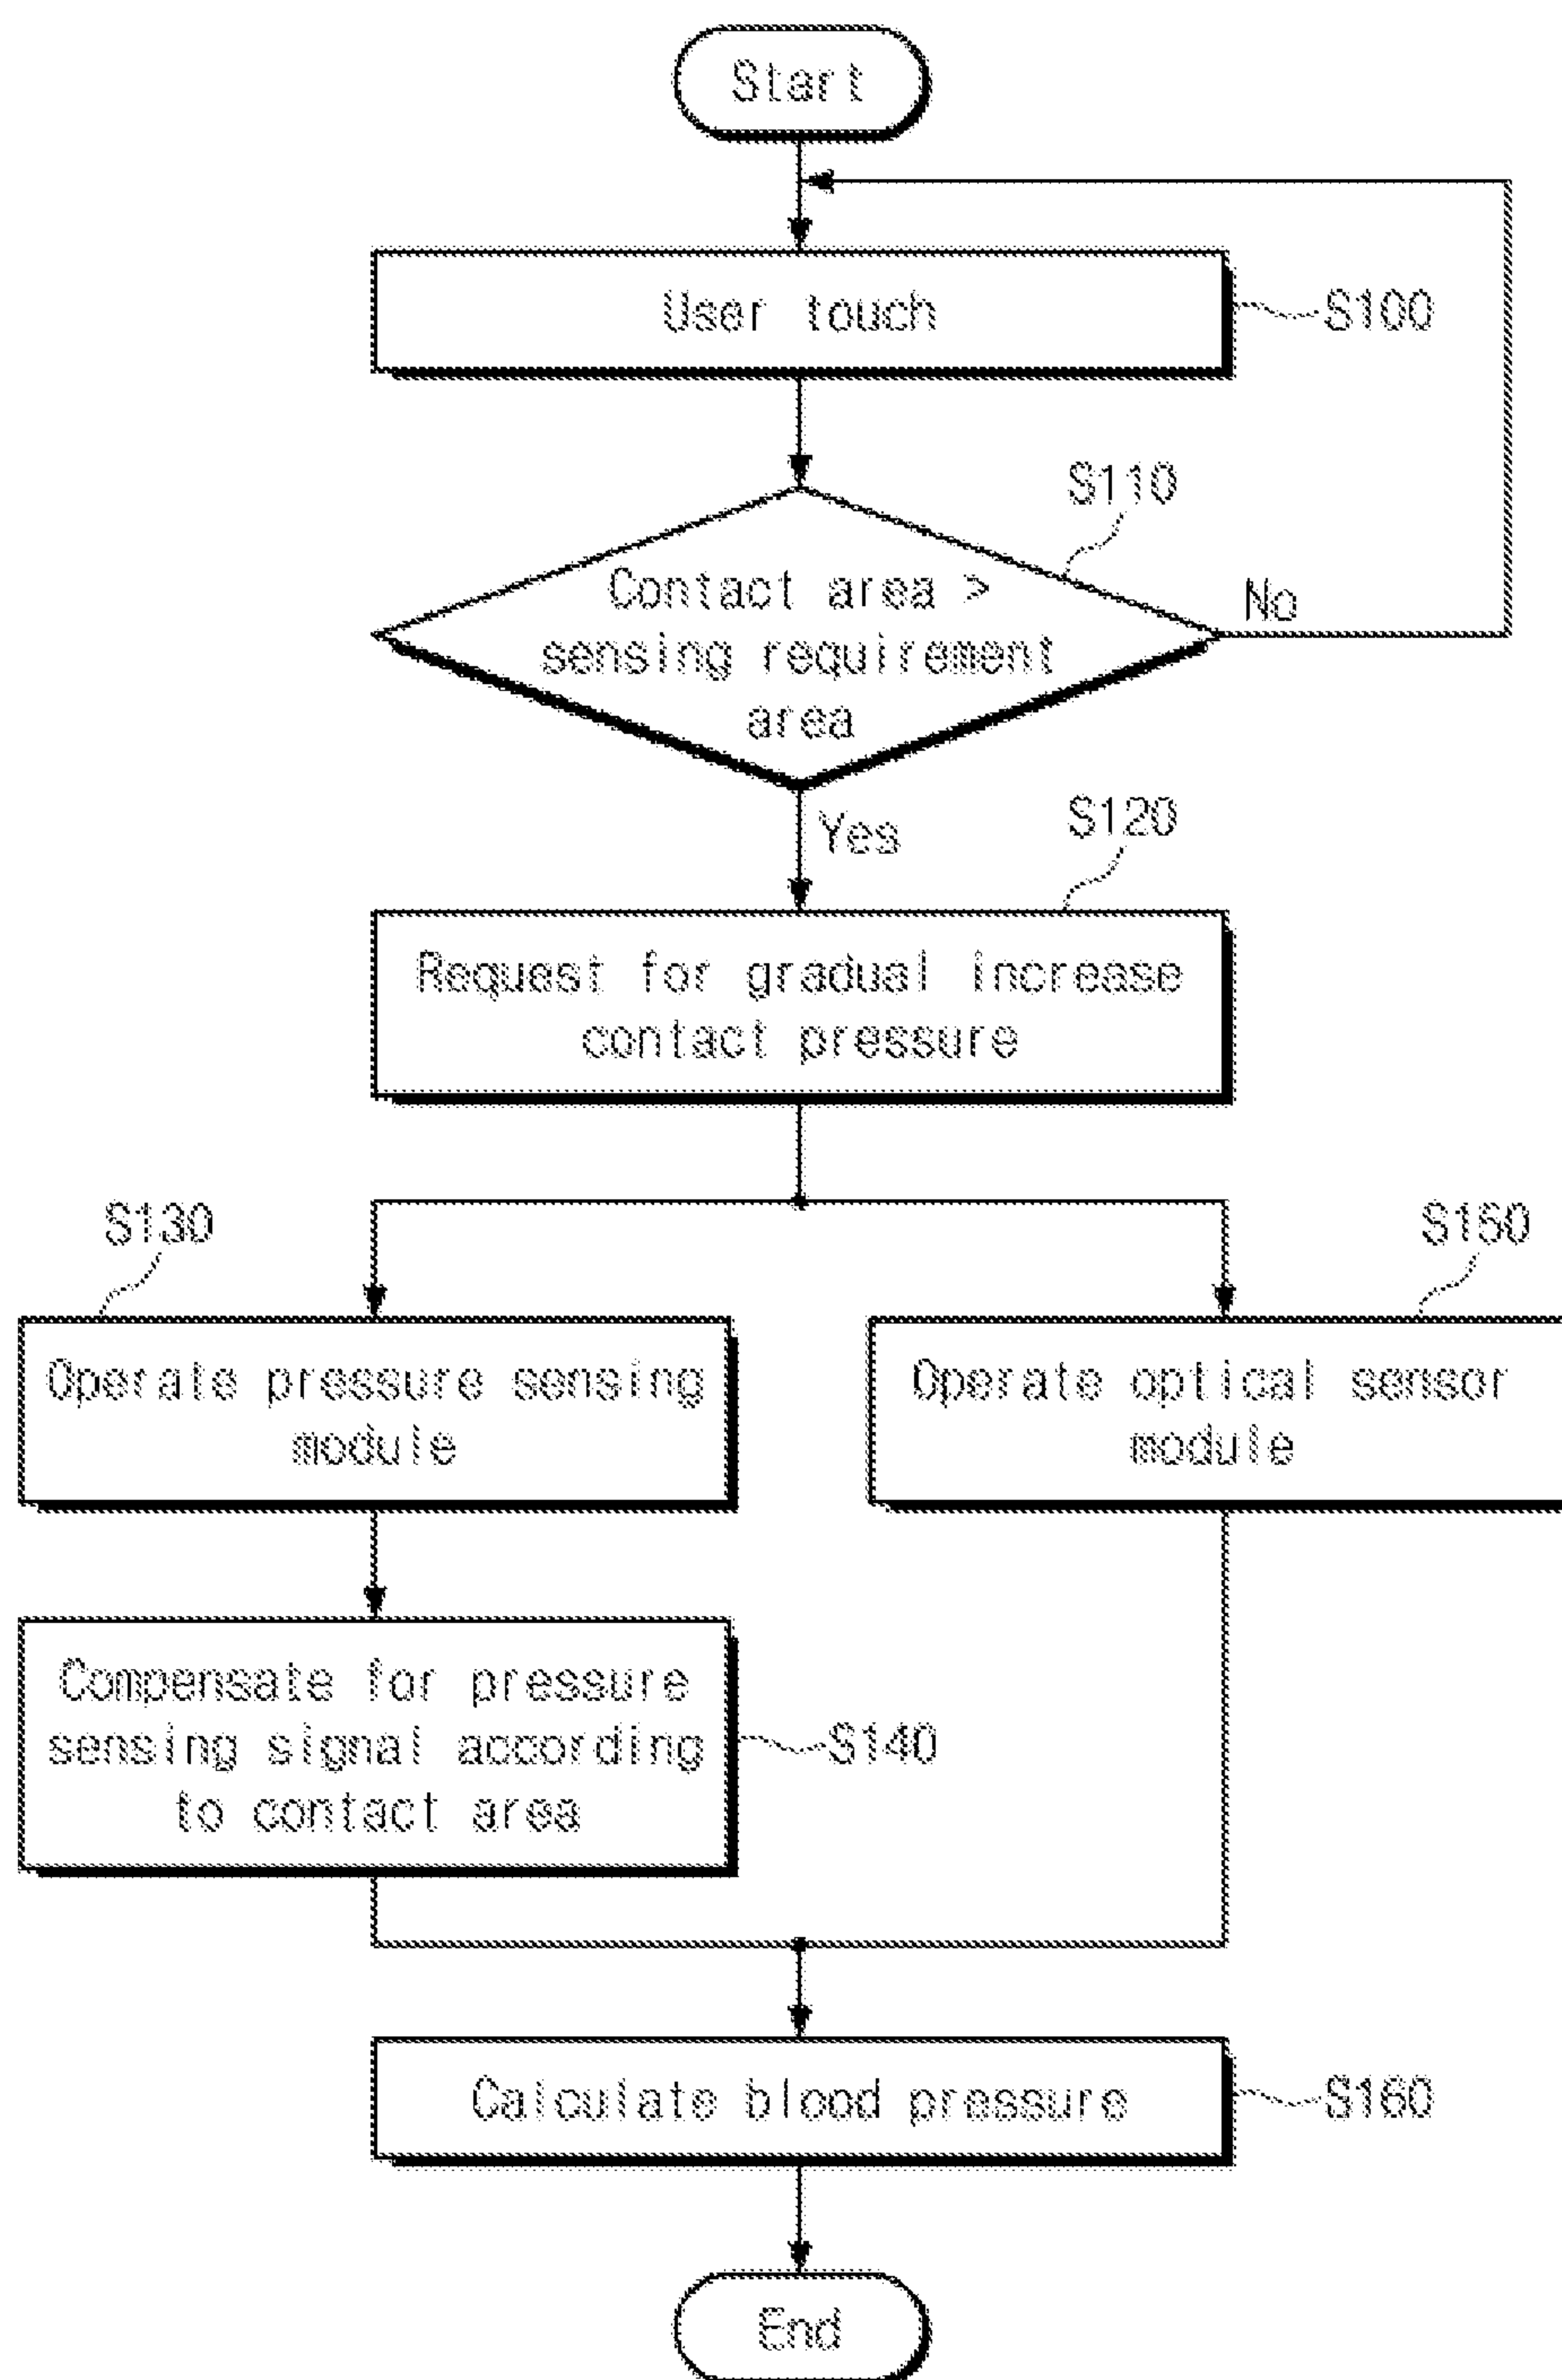 Start
User touch
S100
S110
Contact area >
sensing requirement
area
No
Yes
S120
Request for gradual increase
contact pressure
S130
S150
Operate pressure sensing
module
Operate optical sensor
module
Compensate for pressure
sensing signal according
to contact area
S140
Calculate blood pressure
S160
End